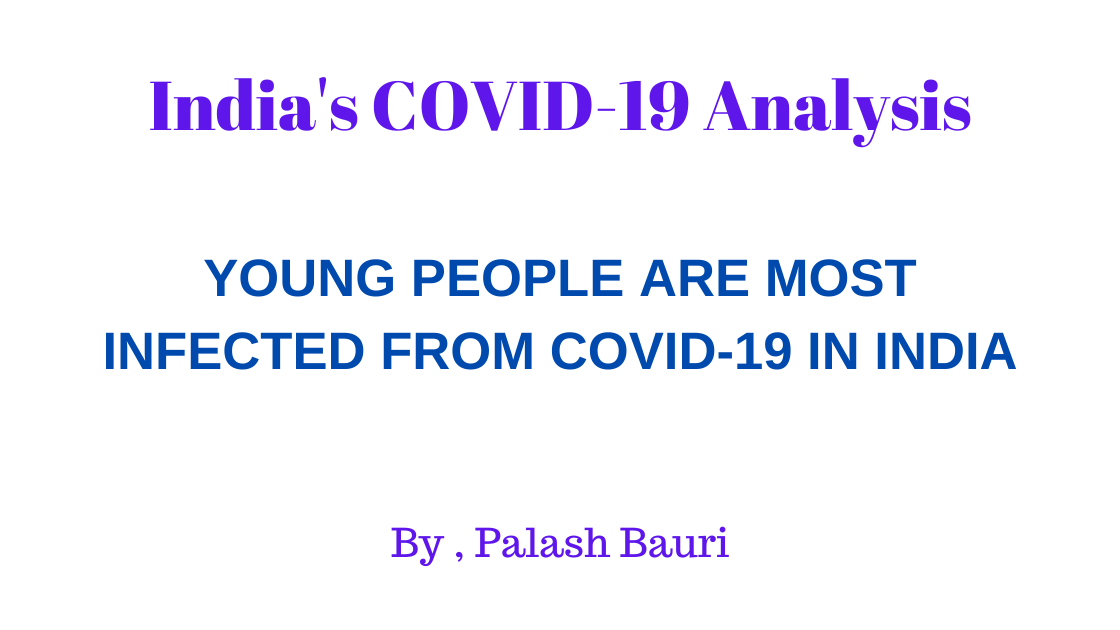 India's COVID-19 Analysis
YOUNG PEOPLE ARE MOST
INFECTED FROM COVID-19 IN INDIA
By , Palash Bauri